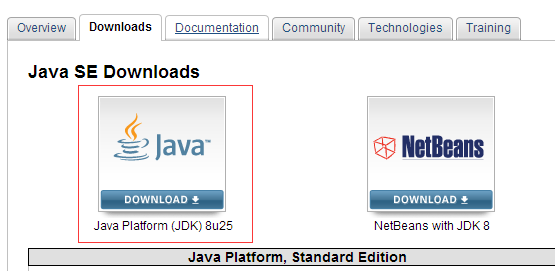 Overview Downloads Documentation Community Technologies Training
Java SE Downloads
Java™ NetBeans
DOWNLOAD DOWNLOAD
Java Platform (JDK) 8u25 NetBeans with JDK 8
Java Platform, Standard Edition